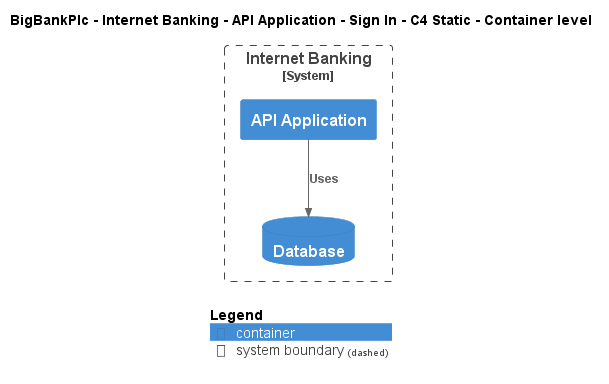 BigBankPlc - Internet Banking - API Application - Sign In - C4 Static - Container level
Internet Banking
[System]
API Application
Uses
Database
Legend
container
system boundary (dashed)